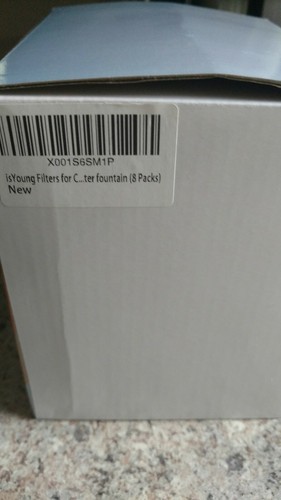 X001S6SM1P
isYoung Filters for C...ter fountain (8 Packs)
New